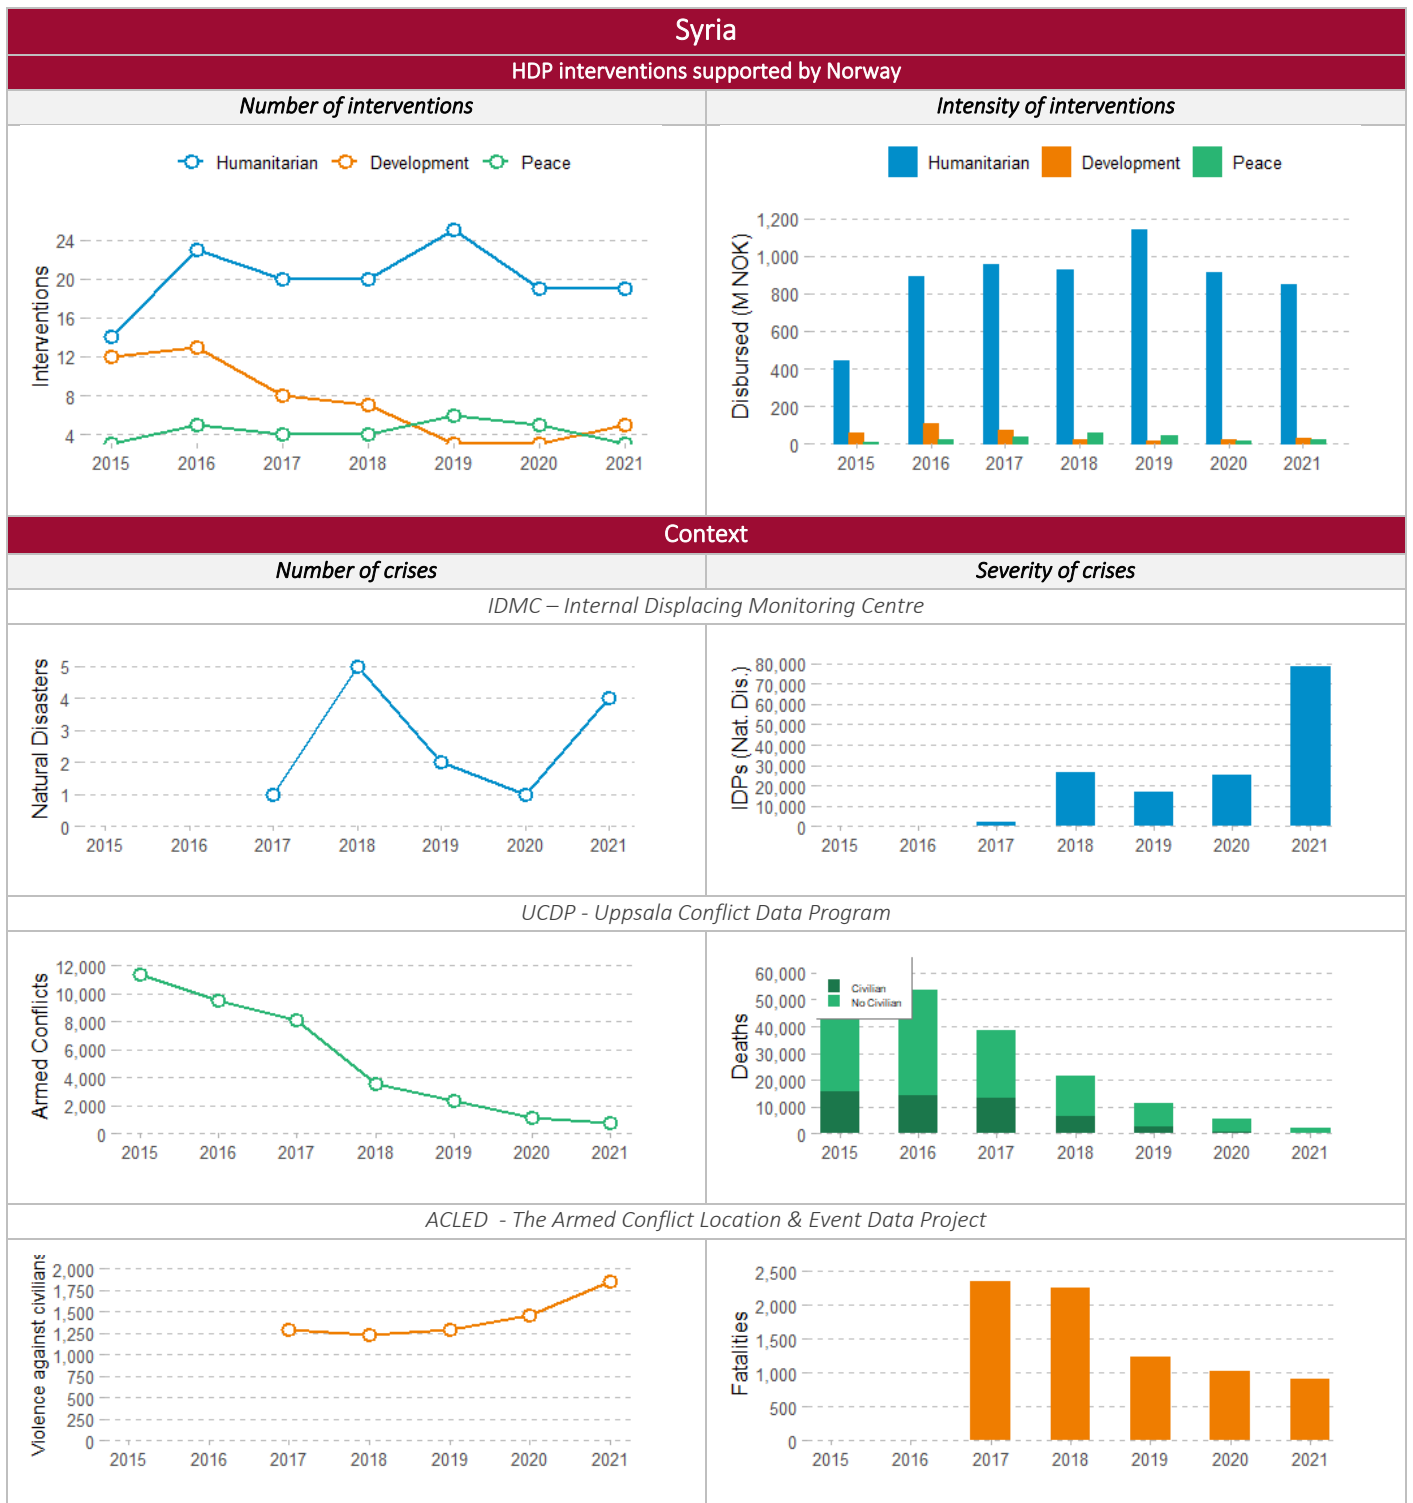 Syria
HDP interventions supported by Norway
Number of interventions
Intensity of interventions
Humanitarian Development Peace
Interventions
24
20
16
12
8
4
2015 2016 2017 2018 2019 2020 2021
Humanitarian Development Peace
Disbursed (M NOK)
1,200
1,000
800
600
400
200
0
2015 2016 2017 2018 2019 2020 2021
Context
Number of crises
Severity of crises
IDMC – Internal Displacing Monitoring Centre
Natural Disasters
5
4
3
2
1
0
2015 2016 2017 2018 2019 2020 2021
IDPs (Nat. Dis.)
80,000
70,000
60,000
50,000
40,000
30,000
20,000
10,000
0
2015 2016 2017 2018 2019 2020 2021
UCDP - Uppsala Conflict Data Program
Armed Conflicts
12,000
10,000
8,000
6,000
4,000
2,000
0
2015 2016 2017 2018 2019 2020 2021
Deaths
60,000
50,000
40,000
30,000
20,000
10,000
0
Civilian
No Civilian
2015 2016 2017 2018 2019 2020 2021
ACLED - The Armed Conflict Location & Event Data Project
Violence against civilians
2,000
1,750
1,500
1,250
1,000
750
500
250
0
2015 2016 2017 2018 2019 2020 2021
Fatalities
2,500
2,000
1,500
1,000
500
0
2015 2016 2017 2018 2019 2020 2021